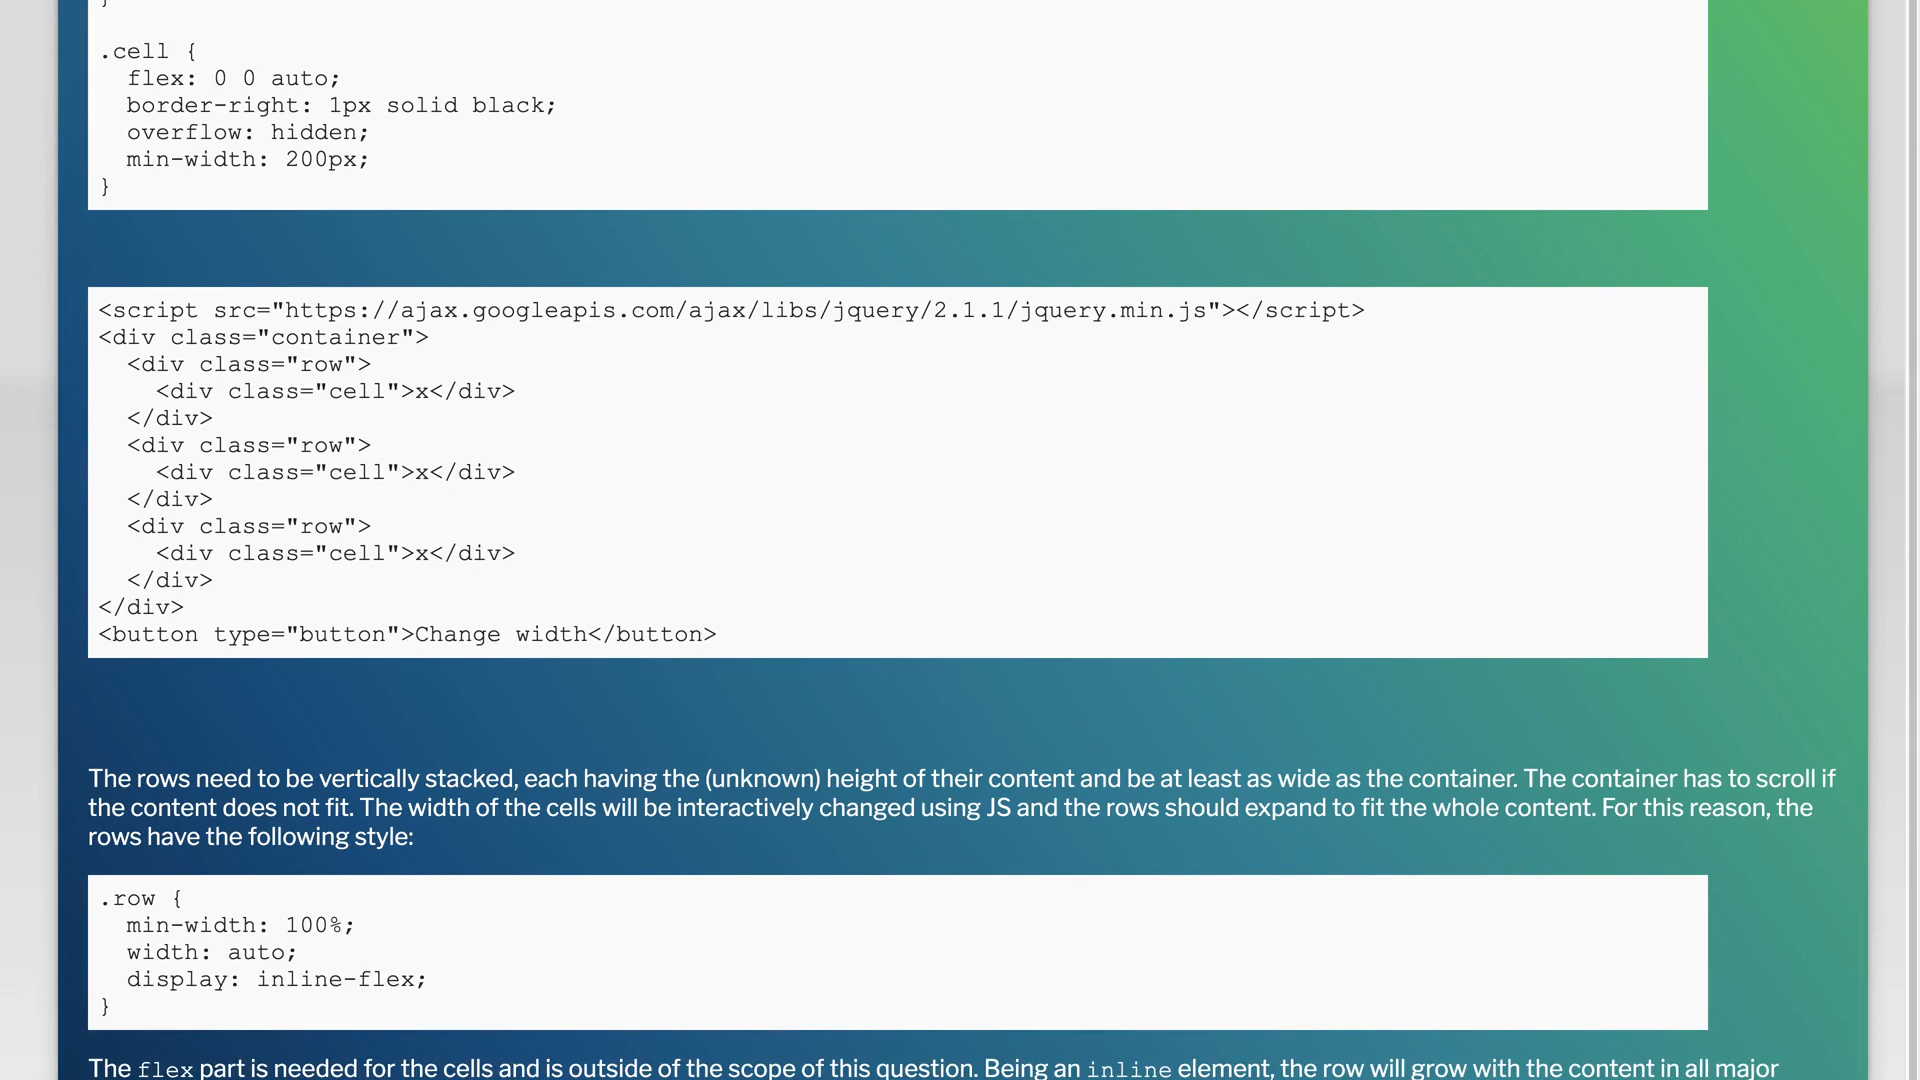 }
.cell {
  flex: 0 0 auto;
  border-right: 1px solid black;
  overflow: hidden;
  min-width: 200px;
}
<script src="https://ajax.googleapis.com/ajax/libs/jquery/2.1.1/jquery.min.js"></script>
<div class="container">
  <div class="row">
    <div class="cell">x</div>
  </div>
  <div class="row">
    <div class="cell">x</div>
  </div>
  <div class="row">
    <div class="cell">x</div>
  </div>
</div>
<button type="button">Change width</button>
The rows need to be vertically stacked, each having the (unknown) height of their content and be at least as wide as the container. The container has to scroll if
the content does not fit. The width of the cells will be interactively changed using JS and the rows should expand to fit the whole content. For this reason, the
rows have the following style:
.row {
  min-width: 100%;
  width: auto;
  display: inline-flex;
}
The flex part is needed for the cells and is outside of the scope of this question. Being an inline element, the row will grow with the content in all major